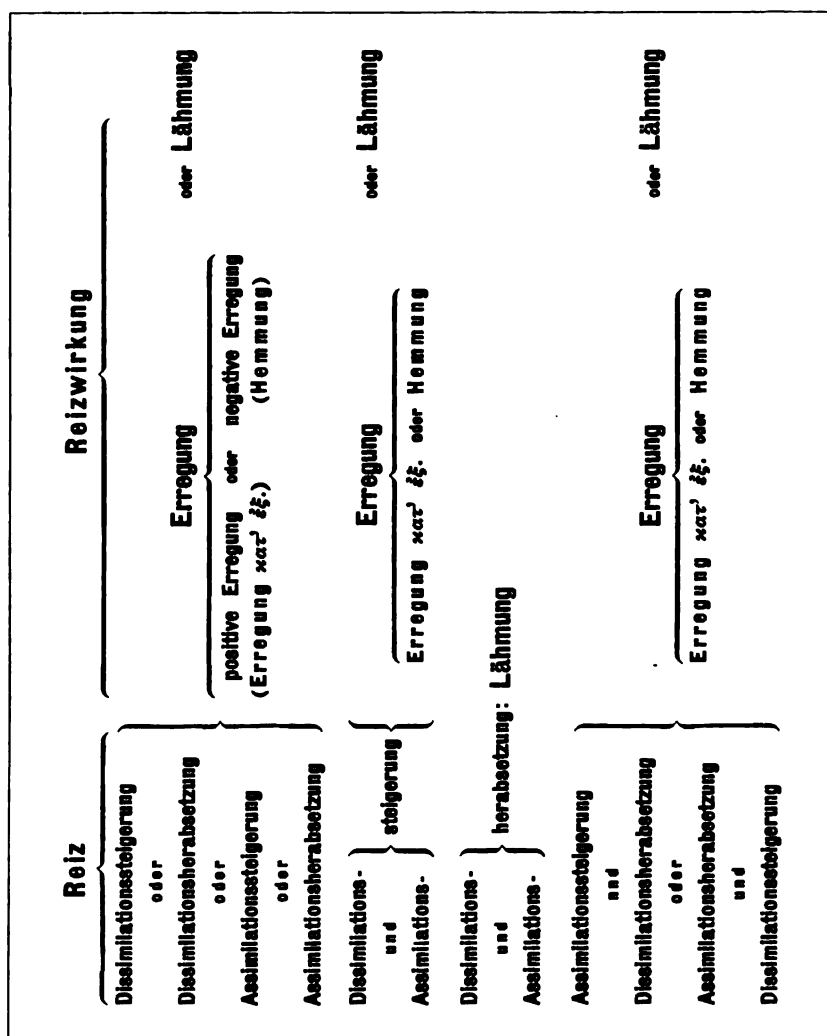 Reiz Reizwirkung
Dissimilationssteigerung
oder
Dissimilationsherabsetzung
oder
Assimilationssteigerung
oder
Assimilationsherabsetzung
Erregung oder Lähmung
positive Erregung oder negative Erregung
(Erregung κατ' ἐξ.) (Hemmung)
Dissimilations-
und
Assimilations-
steigerung
Erregung oder Lähmung
Erregung κατ' ἐξ. oder Hemmung
Dissimilations-
und
Assimilations-
herabsetzung: Lähmung
Assimilationssteigerung
und
Dissimilationsherabsetzung
oder
Assimilationsherabsetzung
und
Dissimilationssteigerung
Erregung oder Lähmung
Erregung κατ' ἐξ. oder Hemmung